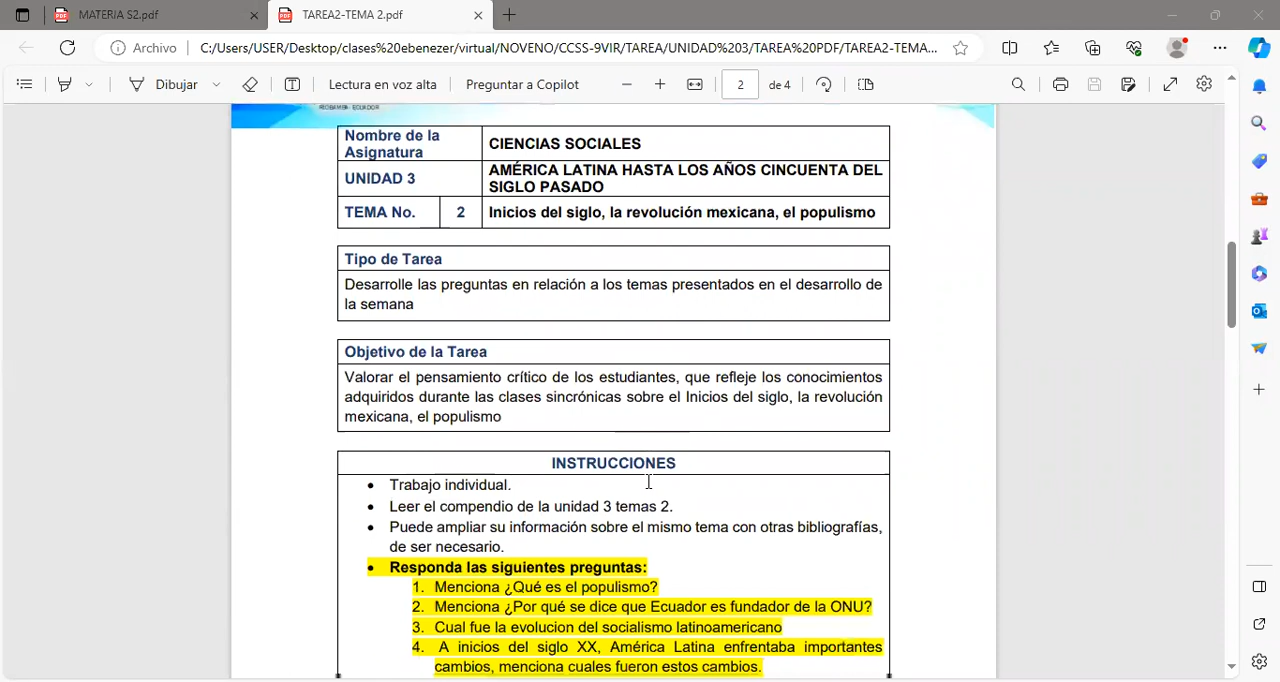 MATERIA S2.pdf
TAREA2-TEMA 2.pdf
Archivo
C:/Users/USER/Desktop/clases%20ebenezer/virtual/NOVENO/CCSS-9VIR/TAREA/UNIDAD%203/TAREA%20PDF/TAREA2-TEMA...
Dibujar
Lectura en voz alta
Preguntar a Copilot
2
de 4
RIOBAMBA - ECUADOR
Nombre de la
Asignatura
CIENCIAS SOCIALES
UNIDAD 3
AMÉRICA LATINA HASTA LOS AÑOS CINCUENTA DEL
SIGLO PASADO
TEMA No.
2
Inicios del siglo, la revolución mexicana, el populismo
Tipo de Tarea
Desarrolle las preguntas en relación a los temas presentados en el desarrollo de
la semana
Objetivo de la Tarea
Valorar el pensamiento crítico de los estudiantes, que refleje los conocimientos
adquiridos durante las clases sincrónicas sobre el Inicios del siglo, la revolución
mexicana, el populismo
INSTRUCCIONES
• Trabajo individual.
• Leer el compendio de la unidad 3 temas 2.
• Puede ampliar su información sobre el mismo tema con otras bibliografías,
de ser necesario.
• Responda las siguientes preguntas:
1. Menciona ¿Qué es el populismo?
2. Menciona ¿Por qué se dice que Ecuador es fundador de la ONU?
3. Cual fue la evolucion del socialismo latinoamericano
4. A inicios del siglo XX, América Latina enfrentaba importantes
cambios, menciona cuales fueron estos cambios.